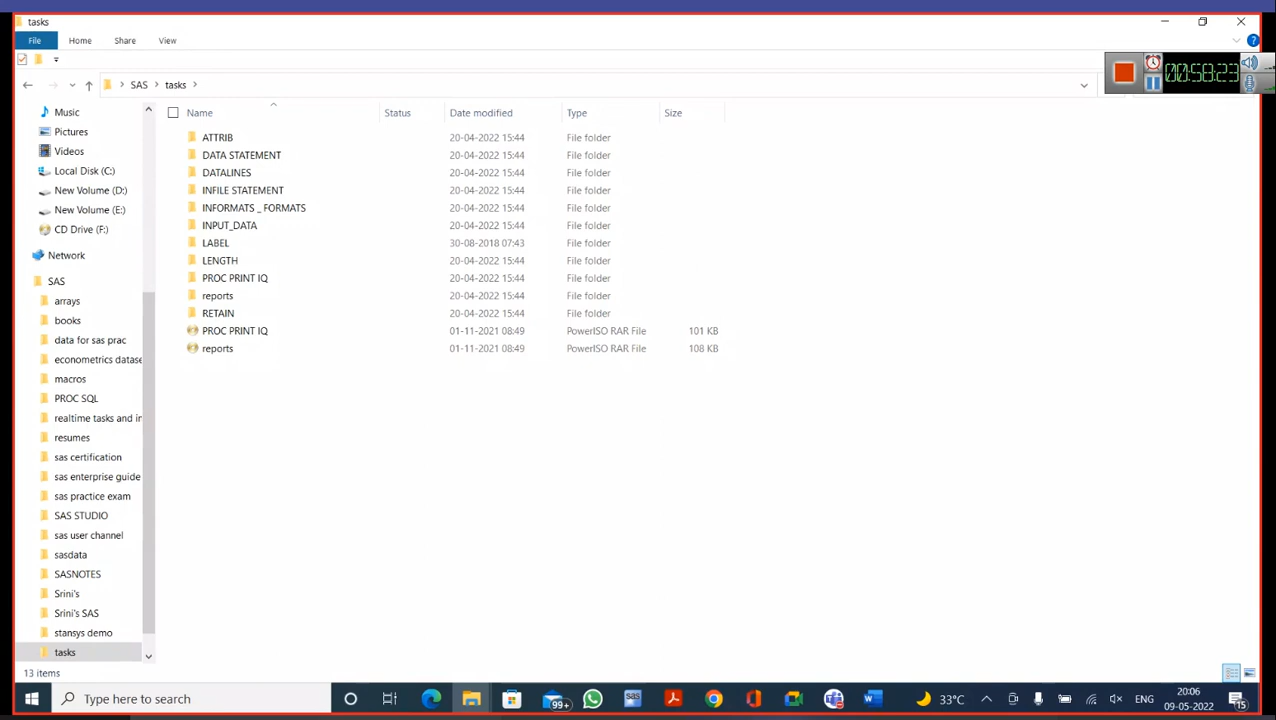 tasks
File Home Share View
00:58:23
SAS tasks
Name Status Date modified Type Size
Music
Pictures
Videos
Local Disk (C:)
New Volume (D:)
New Volume (E:)
CD Drive (F:)
Network
SAS
arrays
books
data for sas prac
econometrics datase
macros
PROC SQL
realtime tasks and in
resumes
sas certification
sas enterprise guide
sas practice exam
SAS STUDIO
sas user channel
sasdata
SASNOTES
Srini's
Srini's SAS
stansys demo
tasks
ATTRIB 20-04-2022 15:44 File folder
DATA STATEMENT 20-04-2022 15:44 File folder
DATALINES 20-04-2022 15:44 File folder
INFILE STATEMENT 20-04-2022 15:44 File folder
INFORMATS _ FORMATS 20-04-2022 15:44 File folder
INPUT_DATA 20-04-2022 15:44 File folder
LABEL 30-08-2018 07:43 File folder
LENGTH 20-04-2022 15:44 File folder
PROC PRINT IQ 20-04-2022 15:44 File folder
reports 20-04-2022 15:44 File folder
RETAIN 20-04-2022 15:44 File folder
PROC PRINT IQ 01-11-2021 08:49 PowerISO RAR File 101 KB
reports 01-11-2021 08:49 PowerISO RAR File 108 KB
13 items
Type here to search
99+
sas
33°C
ENG
20:06
09-05-2022
15